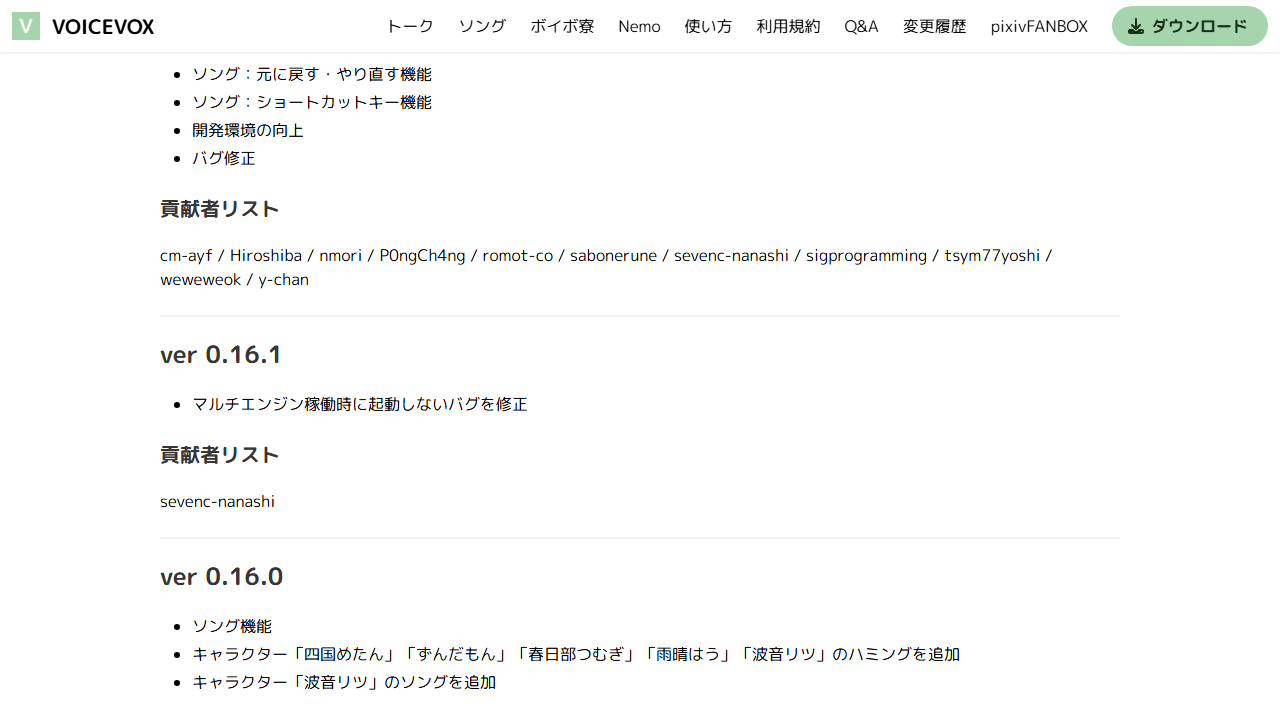 V VOICEVOX トーク ソング ボイボ寮 Nemo 使い方 利用規約 Q&A 変更履歴 pixivFANBOX ダウンロード
ソング：元に戻す・やり直す機能
ソング：ショートカットキー機能
開発環境の向上
バグ修正
貢献者リスト
cm-ayf / Hiroshiba / nmori / P0ngCh4ng / romot-co / sabonerune / sevenc-nanashi / sigprogramming / tsym77yoshi /
weweweok / y-chan
ver 0.16.1
マルチエンジン稼働時に起動しないバグを修正
貢献者リスト
sevenc-nanashi
ver 0.16.0
ソング機能
キャラクター「四国めたん」「ずんだもん」「春日部つむぎ」「雨晴はう」「波音リツ」のハミングを追加
キャラクター「波音リツ」のソングを追加